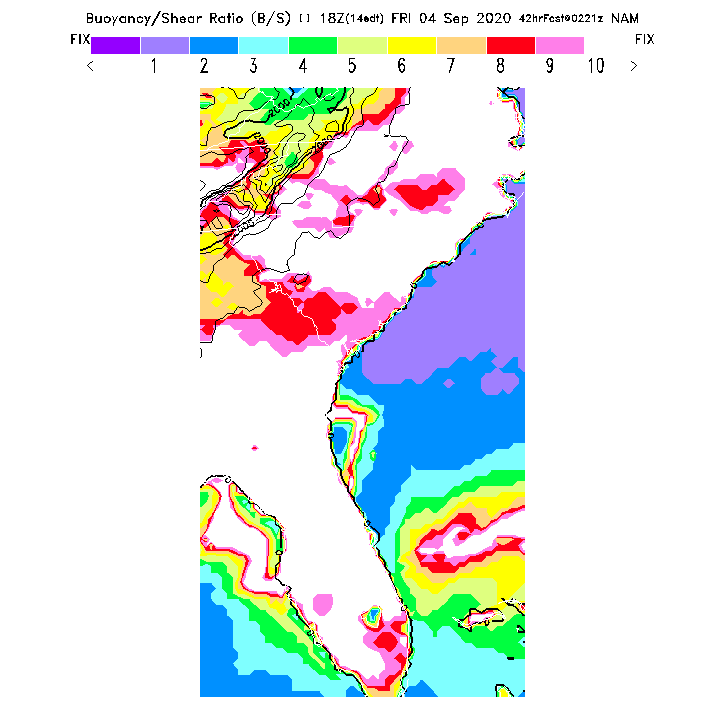 Buoyancy/Shear Ratio (B/S) [] 18Z(14edt) FRI 04 Sep 2020 42hrFcst@0221z NAM
FIX FIX
< 1 2 3 4 5 6 7 8 9 10 >
2000